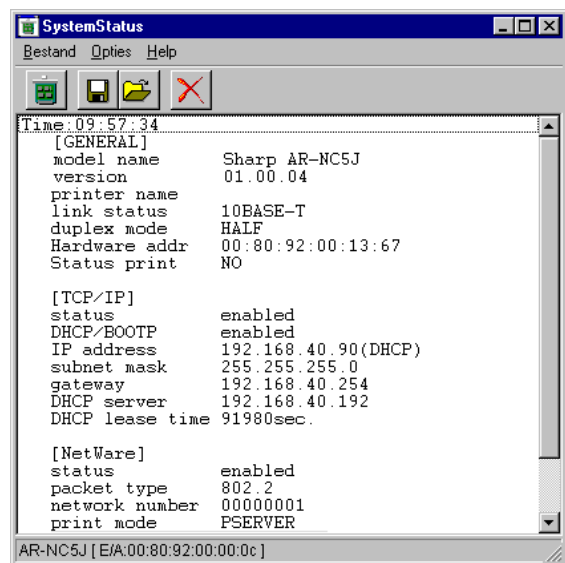 SystemStatus
Bestand Opties Help
Time:09:57:34
[GENERAL]
model name Sharp AR-NC5J
version 01.00.04
printer name
link status 10BASE-T
duplex mode HALF
Hardware addr 00:80:92:00:13:67
Status print NO
[TCP/IP]
status enabled
DHCP/BOOTP enabled
IP address 192.168.40.90(DHCP)
subnet mask 255.255.255.0
gateway 192.168.40.254
DHCP server 192.168.40.192
DHCP lease time 91980sec.
[NetWare]
status enabled
packet type 802.2
network number 00000001
print mode PSERVER
AR-NC5J [ E/A:00:80:92:00:00:0c ]